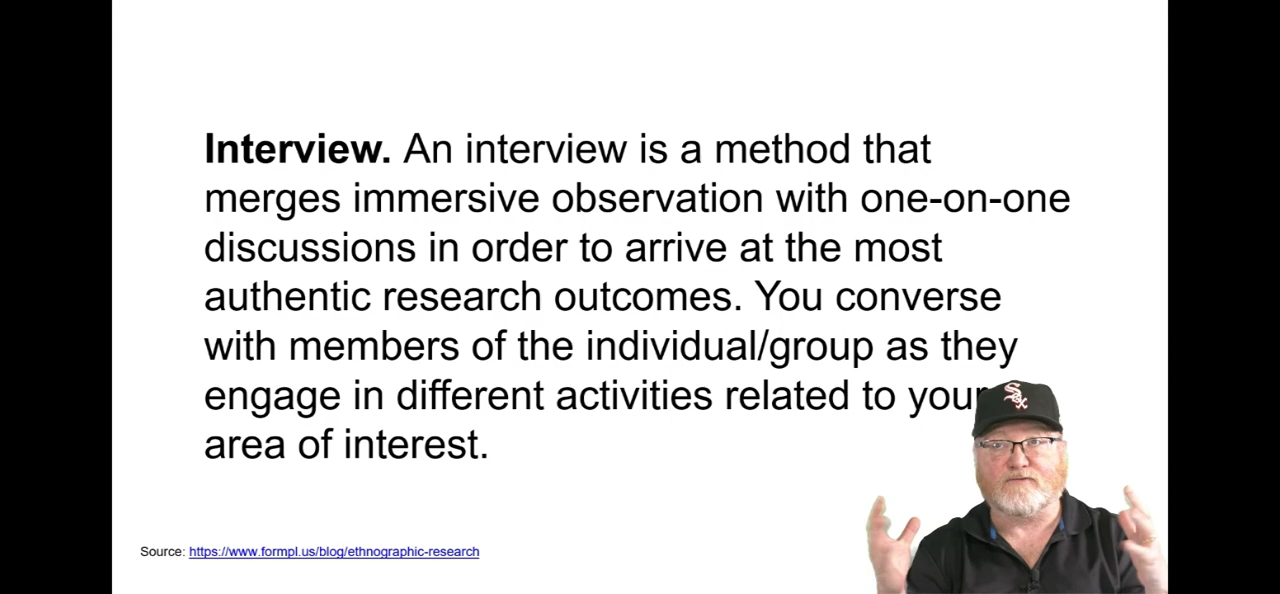 Interview. An interview is a method that
merges immersive observation with one-on-one
discussions in order to arrive at the most
authentic research outcomes. You converse
with members of the individual/group as they
engage in different activities related to your
area of interest.
Sox
Source: https://www.formpl.us/blog/ethnographic-research